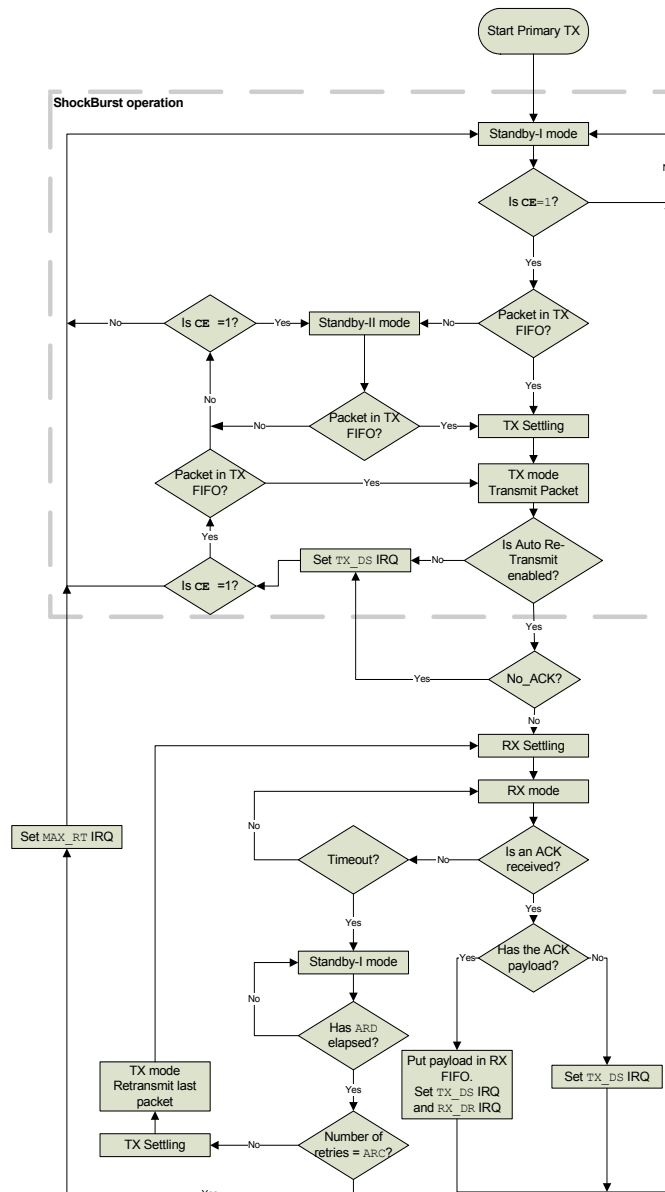 Start Primary TX
ShockBurst operation
Standby-I mode
Is CE=1?
Yes
No
Is CE =1?
Yes
Standby-II mode
No
Packet in TX
FIFO?
No
Yes
No
Packet in TX
FIFO?
Yes
TX Settling
Packet in TX
FIFO?
Yes
TX mode
Transmit Packet
Yes
Is CE =1?
Set TX_DS IRQ
No
Is Auto Re-
Transmit
enabled?
Yes
Yes
No_ACK?
No
RX Settling
RX mode
Set MAX_RT IRQ
No
Timeout?
No
Is an ACK
received?
Yes
Yes
Standby-I mode
Yes
Has the ACK
payload?
No
No
Has ARD
elapsed?
Yes
TX mode
Retransmit last
packet
Put payload in RX
FIFO.
Set TX_DS IRQ
and RX_DR IRQ
Set TX_DS IRQ
TX Settling
No
Number of
retries = ARC?
Yes